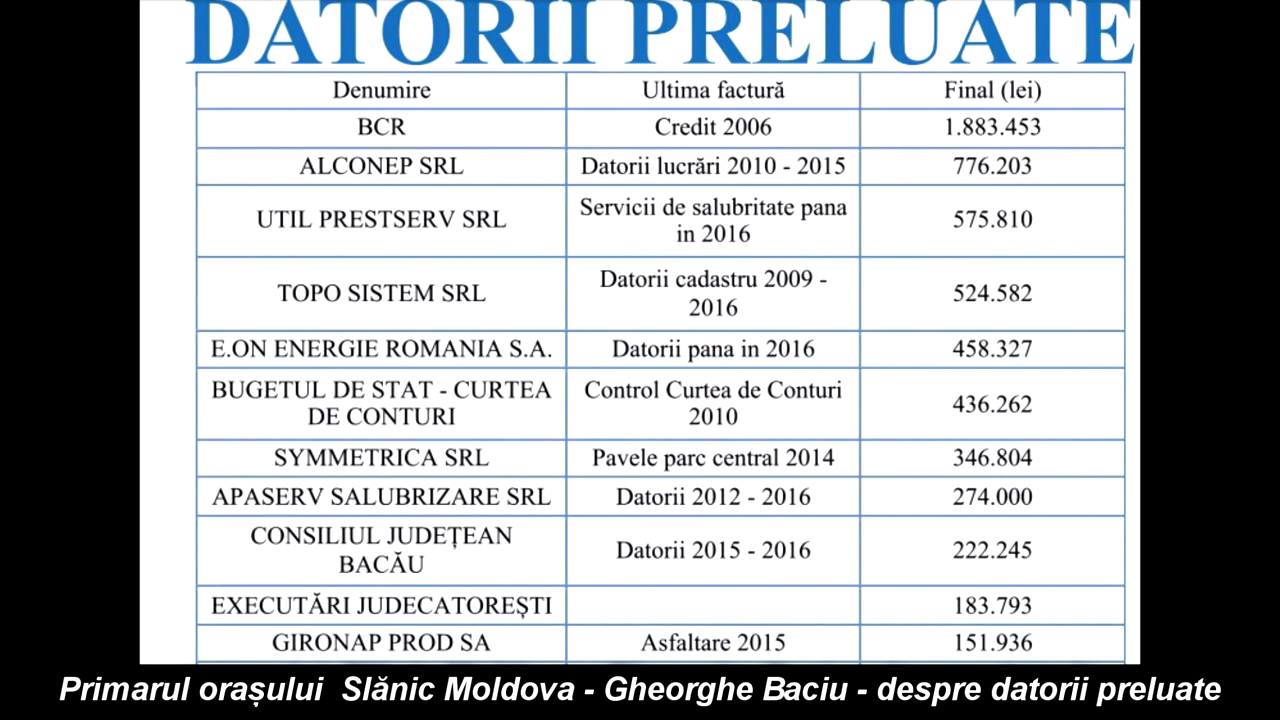 DATORII PRELUATE
Denumire Ultima factură Final (lei)
BCR Credit 2006 1.883.453
ALCONEP SRL Datorii lucrări 2010 - 2015 776.203
UTIL PRESTSERV SRL Servicii de salubritate pana
in 2016 575.810
TOPO SISTEM SRL Datorii cadastru 2009 -
2016 524.582
E.ON ENERGIE ROMANIA S.A. Datorii pana in 2016 458.327
BUGETUL DE STAT - CURTEA
DE CONTURI Control Curtea de Conturi
2010 436.262
SYMMETRICA SRL Pavele parc central 2014 346.804
APASERV SALUBRIZARE SRL Datorii 2012 - 2016 274.000
CONSILIUL JUDEȚEAN
BACĂU Datorii 2015 - 2016 222.245
EXECUTĂRI JUDECATOREȘTI 183.793
GIRONAP PROD SA Asfaltare 2015 151.936
Primarul orașului Slănic Moldova - Gheorghe Baciu - despre datorii preluate